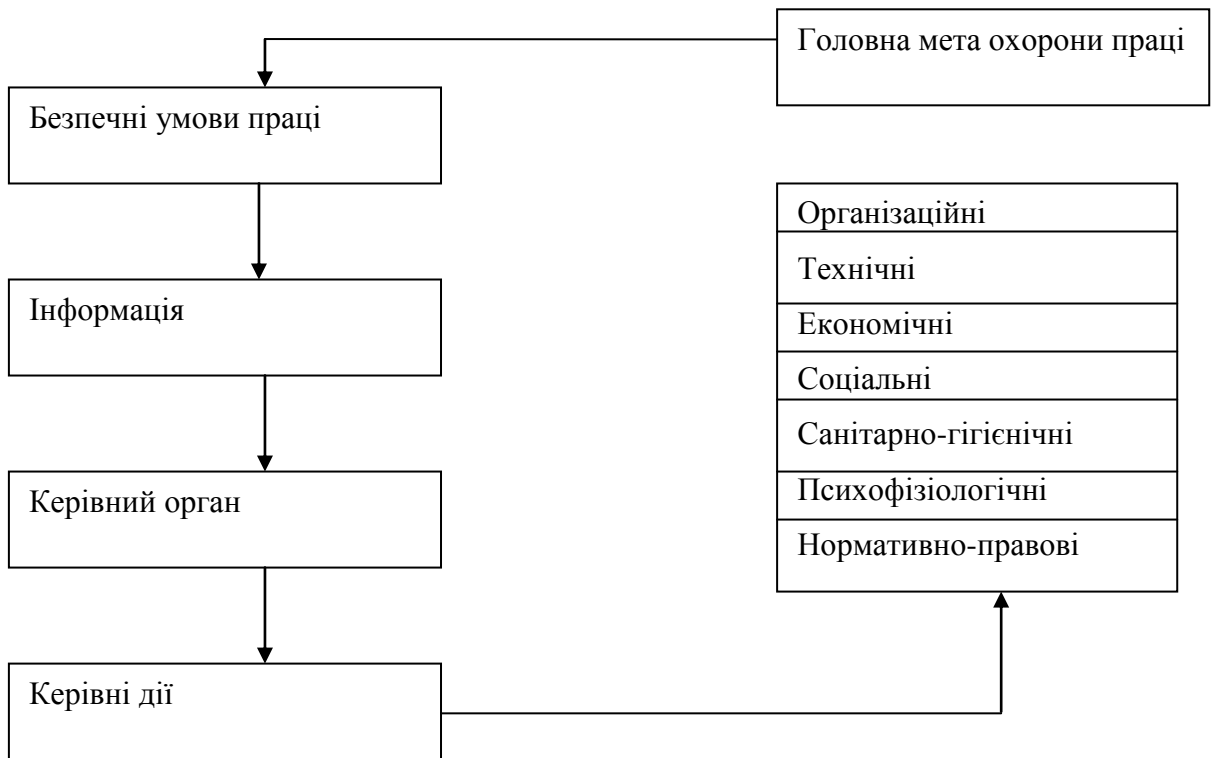 Головна мета охорони праці
Безпечні умови праці
Інформація
Керівний орган
Керівні дії
Організаційні
Технічні
Економічні
Соціальні
Санітарно-гігієнічні
Психофізіологічні
Нормативно-правові